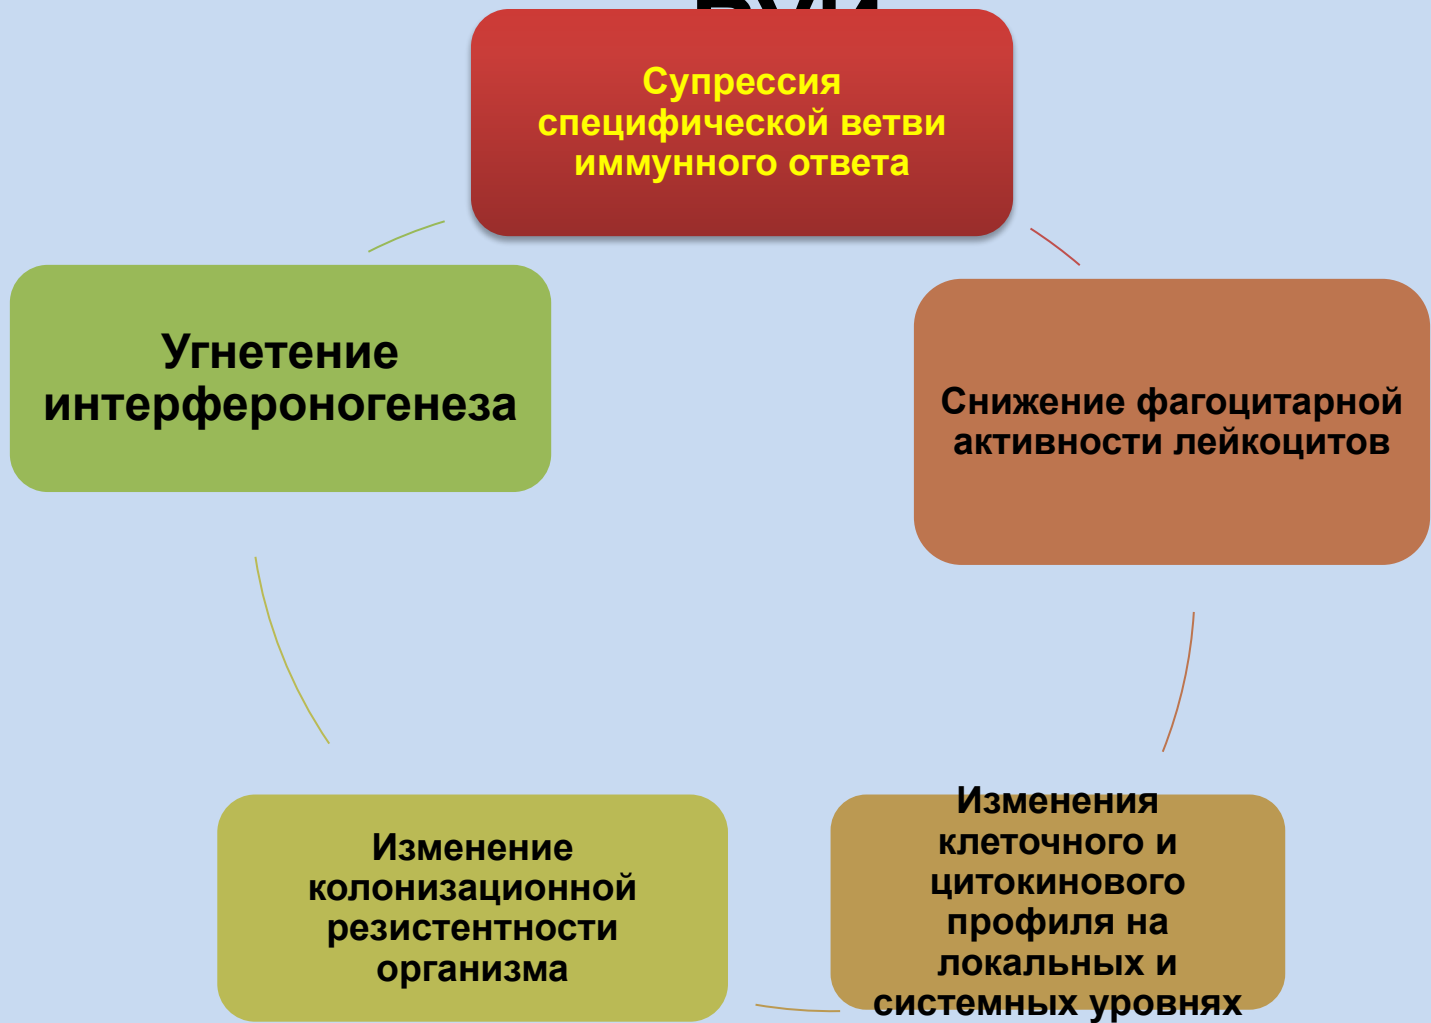 ВУИ
Супрессия
специфической ветви
иммунного ответа
Угнетение
интерфероногенеза
Снижение фагоцитарной
активности лейкоцитов
Изменение
колонизационной
резистентности
организма
Изменения
клеточного и
цитокинового
профиля на
локальных и
системных уровнях